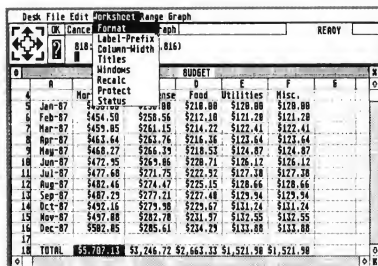 Desk File Edit Worksheet Range Graph
OK Cance Format READY
Label-Prefix
Column-Width
Titles
Windows
Recalc
Protect
Status
BUDGET
A D E F G
4 Mor ense Food Utilities Misc.
5 Jan-87 $210.00 $120.00 $120.00
6 Feb-87 $454.50 $258.56 $212.10 $121.20 $121.20
7 Mar-87 $459.05 $261.15 $214.22 $122.41 $122.41
8 Apr-87 $463.64 $263.76 $216.36 $123.64 $123.64
9 May-87 $468.27 $266.39 $218.53 $124.87 $124.87
10 Jun-87 $472.95 $269.06 $220.71 $126.12 $126.12
11 Jul-87 $477.68 $271.75 $222.92 $127.38 $127.38
12 Aug-87 $482.46 $274.47 $225.15 $128.66 $128.66
13 Sep-87 $487.29 $277.21 $227.40 $129.94 $129.94
14 Oct-87 $492.16 $279.98 $229.67 $131.24 $131.24
15 Nov-87 $497.08 $282.78 $231.97 $132.55 $132.55
16 Dec-87 $502.05 $285.61 $234.29 $133.88 $133.88
17
18 TOTAL $5,707.13 $3,246.72 $2,663.33 $1,521.90 $1,521.90